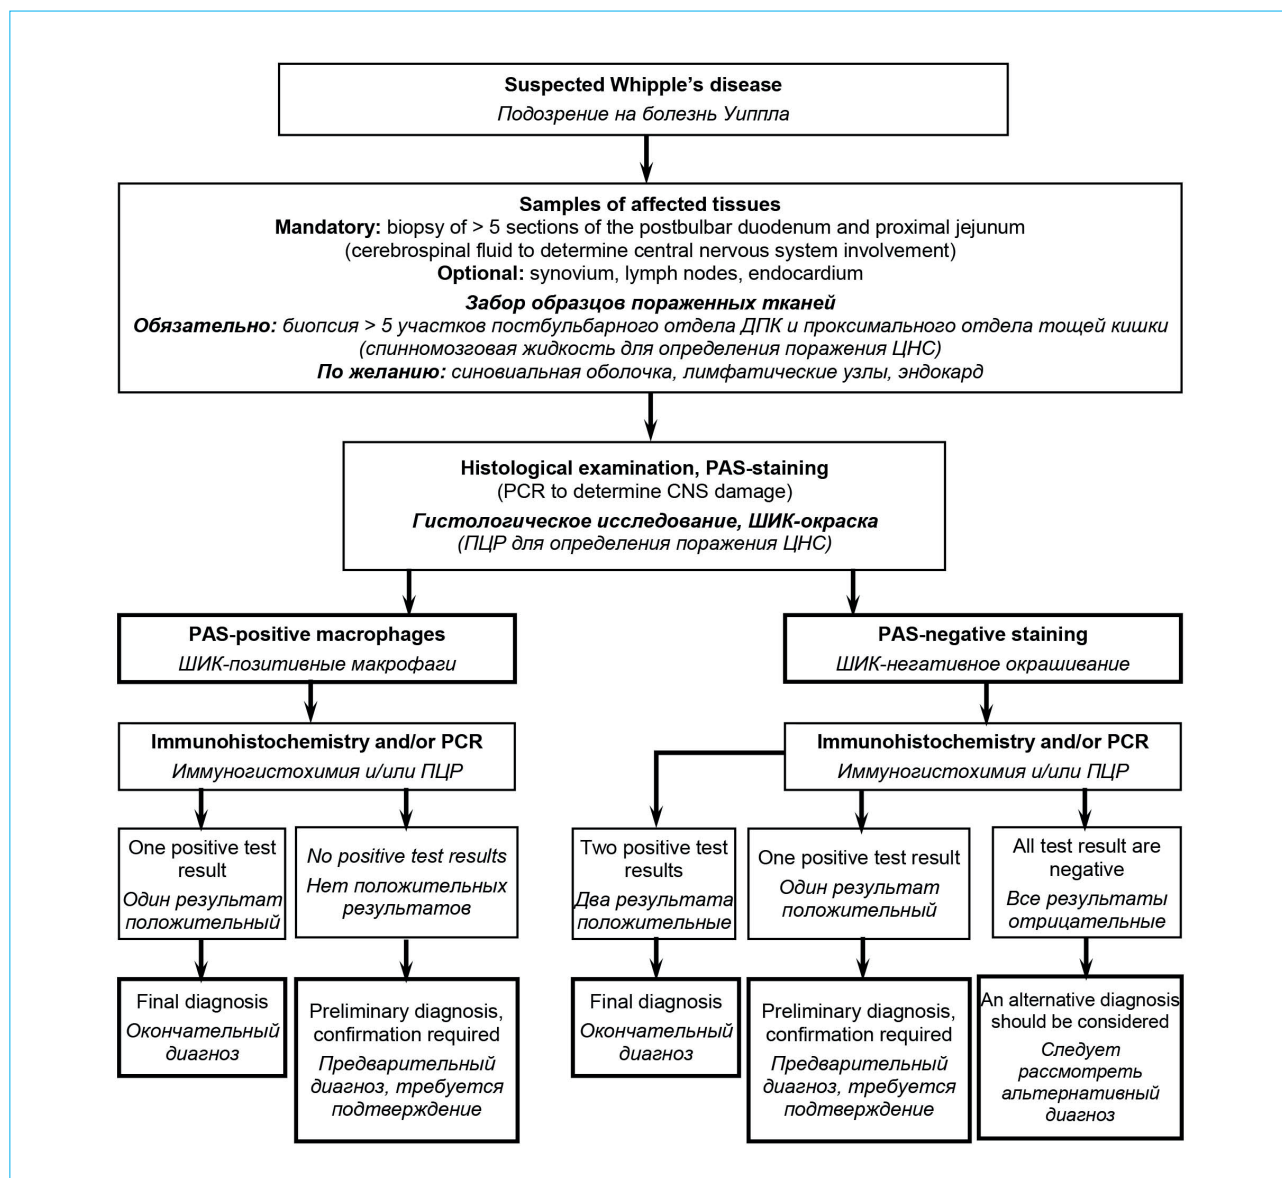 Suspected Whipple's disease
Подозрение на болезнь Уиппла
Samples of affected tissues
Mandatory: biopsy of > 5 sections of the postbulbar duodenum and proximal jejunum
(cerebrospinal fluid to determine central nervous system involvement)
Optional: synovium, lymph nodes, endocardium
Забор образцов пораженных тканей
Обязательно: биопсия > 5 участков постбульбарного отдела ДПК и проксимального отдела тощей кишки
(спинномозговая жидкость для определения поражения ЦНС)
По желанию: синовиальная оболочка, лимфатические узлы, эндокард
Histological examination, PAS-staining
(PCR to determine CNS damage)
Гистологическое исследование, ШИК-окраска
(ПЦР для определения поражения ЦНС)
PAS-positive macrophages
ШИК-позитивные макрофаги
PAS-negative staining
ШИК-негативное окрашивание
Immunohistochemistry and/or PCR
Иммуногистохимия и/или ПЦР
Immunohistochemistry and/or PCR
Иммуногистохимия и/или ПЦР
One positive test
result
Один результат
положительный
No positive test results
Нет положительных
результатов
Two positive test
results
Два результата
положительные
One positive test result
Один результат
положительный
All test result are
negative
Все результаты
отрицательные
Final diagnosis
Окончательный
диагноз
Preliminary diagnosis,
confirmation required
Предварительный
диагноз, требуется
подтверждение
Final diagnosis
Окончательный
диагноз
Preliminary diagnosis,
confirmation required
Предварительный
диагноз, требуется
подтверждение
An alternative diagnosis
should be considered
Следует
рассмотреть
альтернативный
диагноз